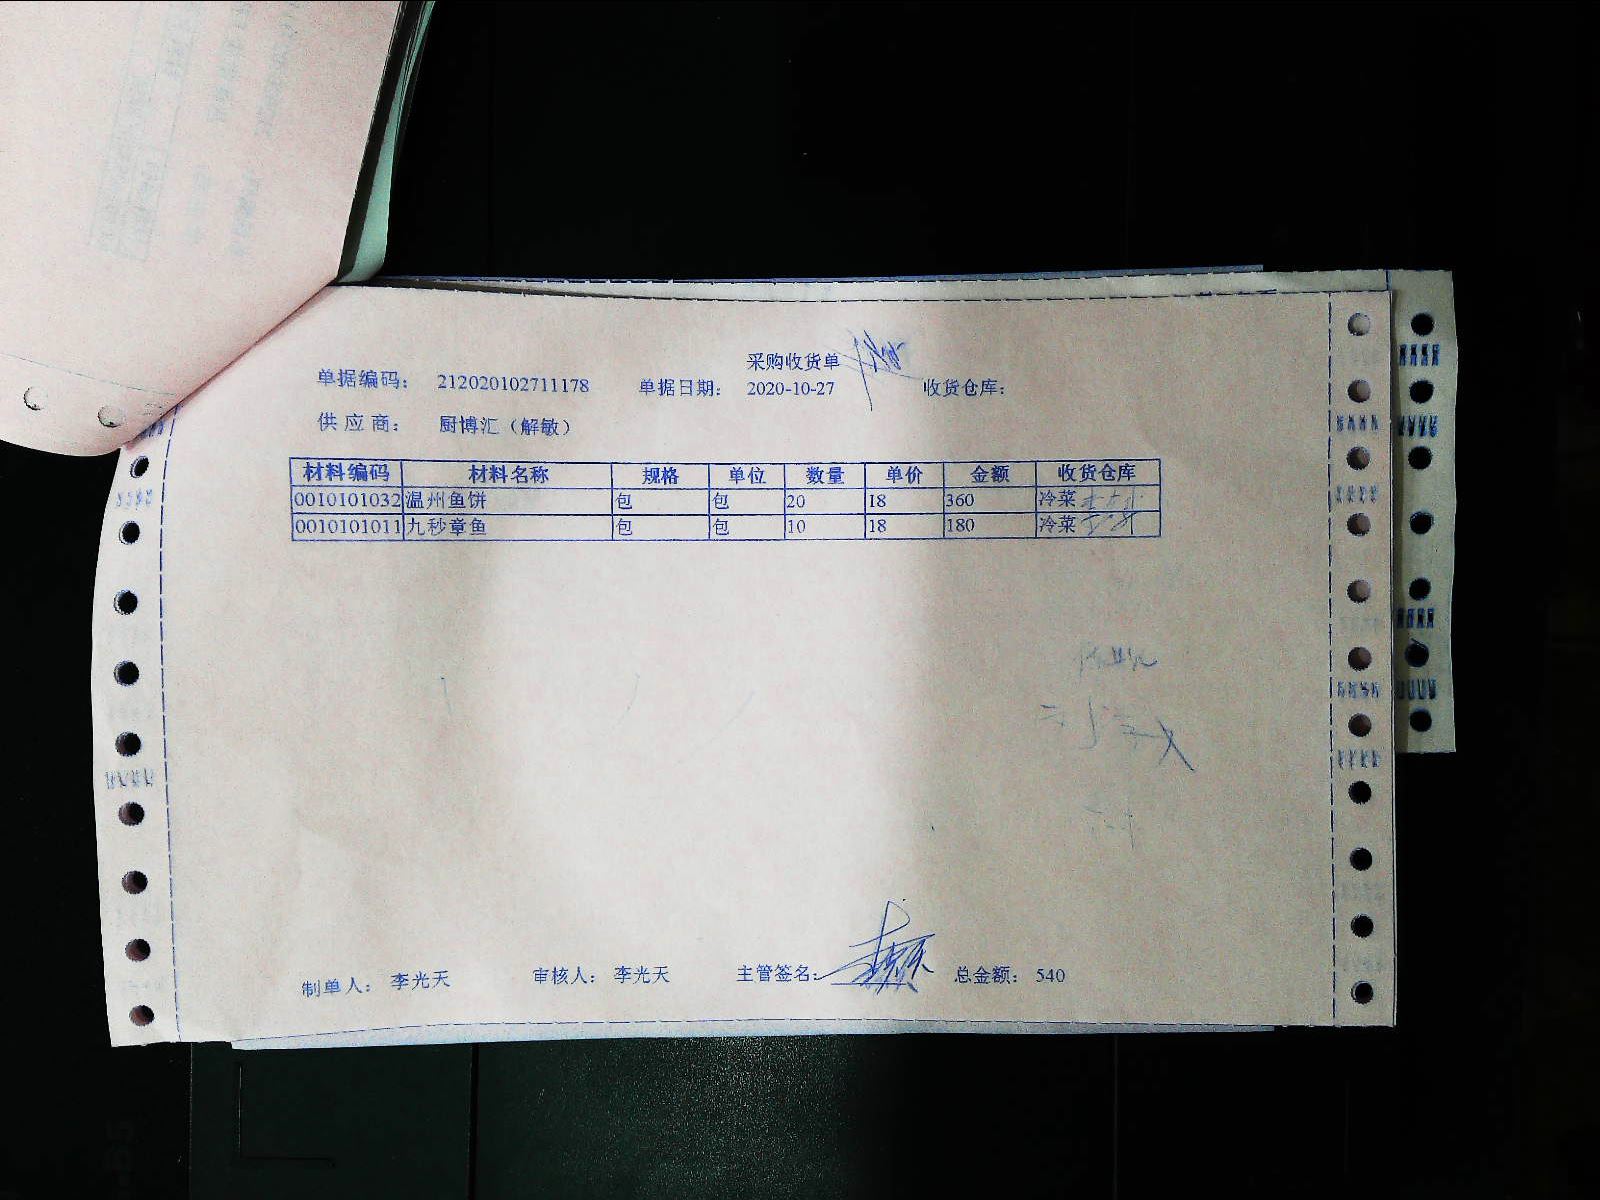 采购收货单
单据编码: 212020102711178 单据日期: 2020-10-27 收货仓库:
供应商: 厨博汇（解敏）
材料编码 材料名称 规格 单位 数量 单价 金额 收货仓库
0010101032 温州鱼饼 包 包 20 18 360 冷菜
0010101011 九秒章鱼 包 包 10 18 180 冷菜
制单人: 李光天 审核人: 李光天 主管签名: 总金额: 540